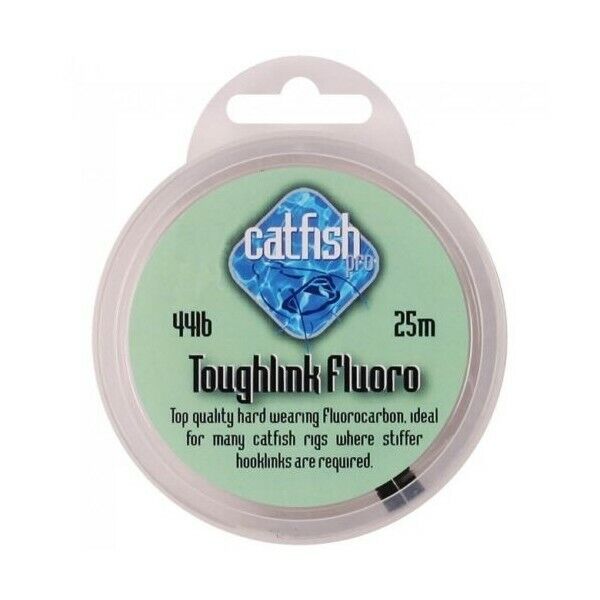 catfish
pro
44lb 25m
Toughlink Fluoro
Top quality hard wearing fluorocarbon, ideal
for many catfish rigs where stiffer
hooklinks are required.